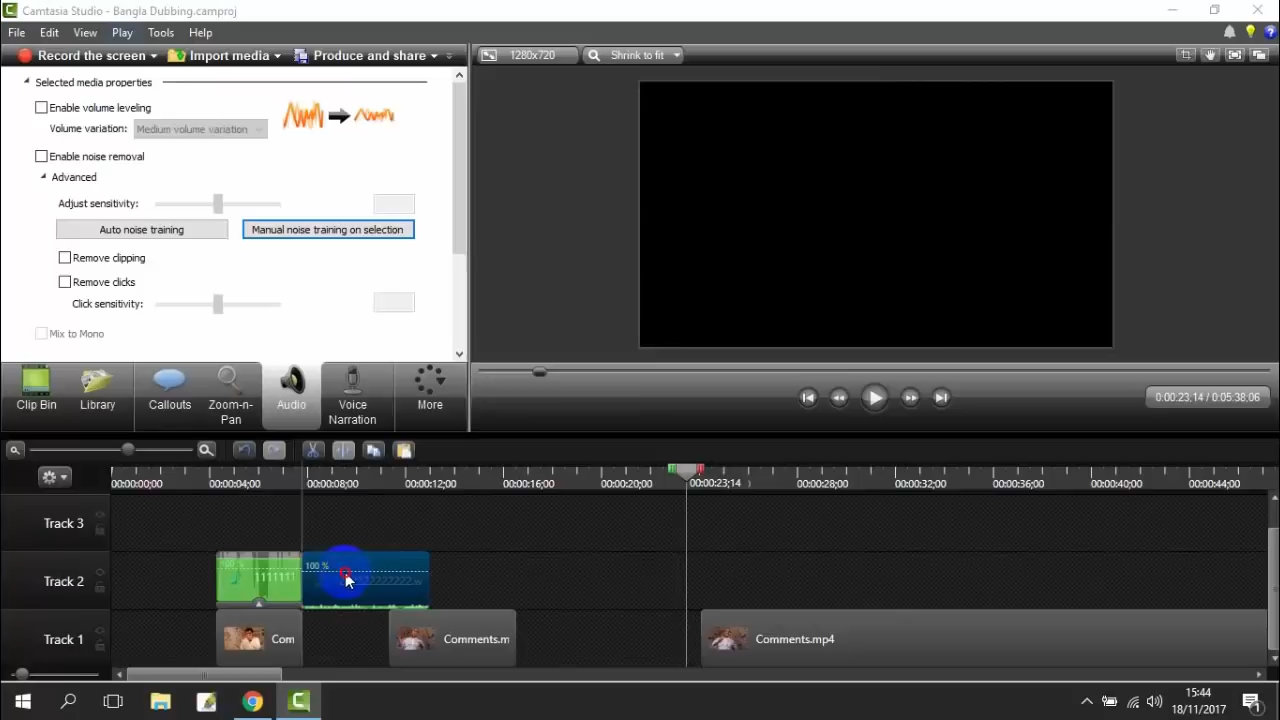 Camtasia Studio - Bangla Dubbing.camproj
File Edit View Play Tools Help
Record the screen Import media Produce and share 1280x720 Shrink to fit
Selected media properties
Enable volume leveling
Volume variation: Medium volume variation
Enable noise removal
Advanced
Adjust sensitivity:
Auto noise training Manual noise training on selection
Remove clipping
Remove clicks
Click sensitivity:
Mix to Mono
Clip Bin Library Callouts Zoom-n-Pan Audio Voice Narration More
0:00:23;14 / 0:05:38;06
00:00:00;00 00:00:04;00 00:00:08;00 00:00:12;00 00:00:16;00 00:00:20;00 00:00:23;14 00:00:28;00 00:00:32;00 00:00:36;00 00:00:40;00 00:00:44;00
Track 3
Track 2 100 % 1111111 100 %
Track 1 Com Comments.m Comments.mp4
15:44
18/11/2017